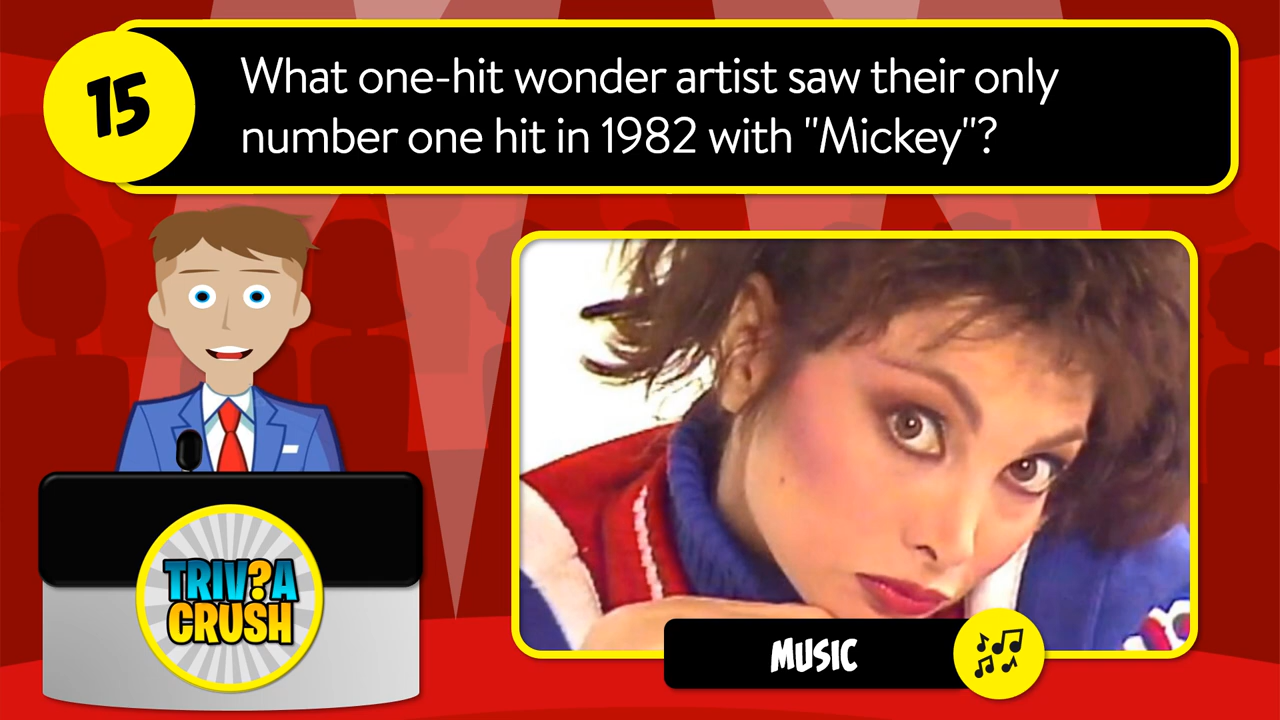 15
What one-hit wonder artist saw their only
number one hit in 1982 with "Mickey"?
TRIV?A
CRUSH
MUSIC